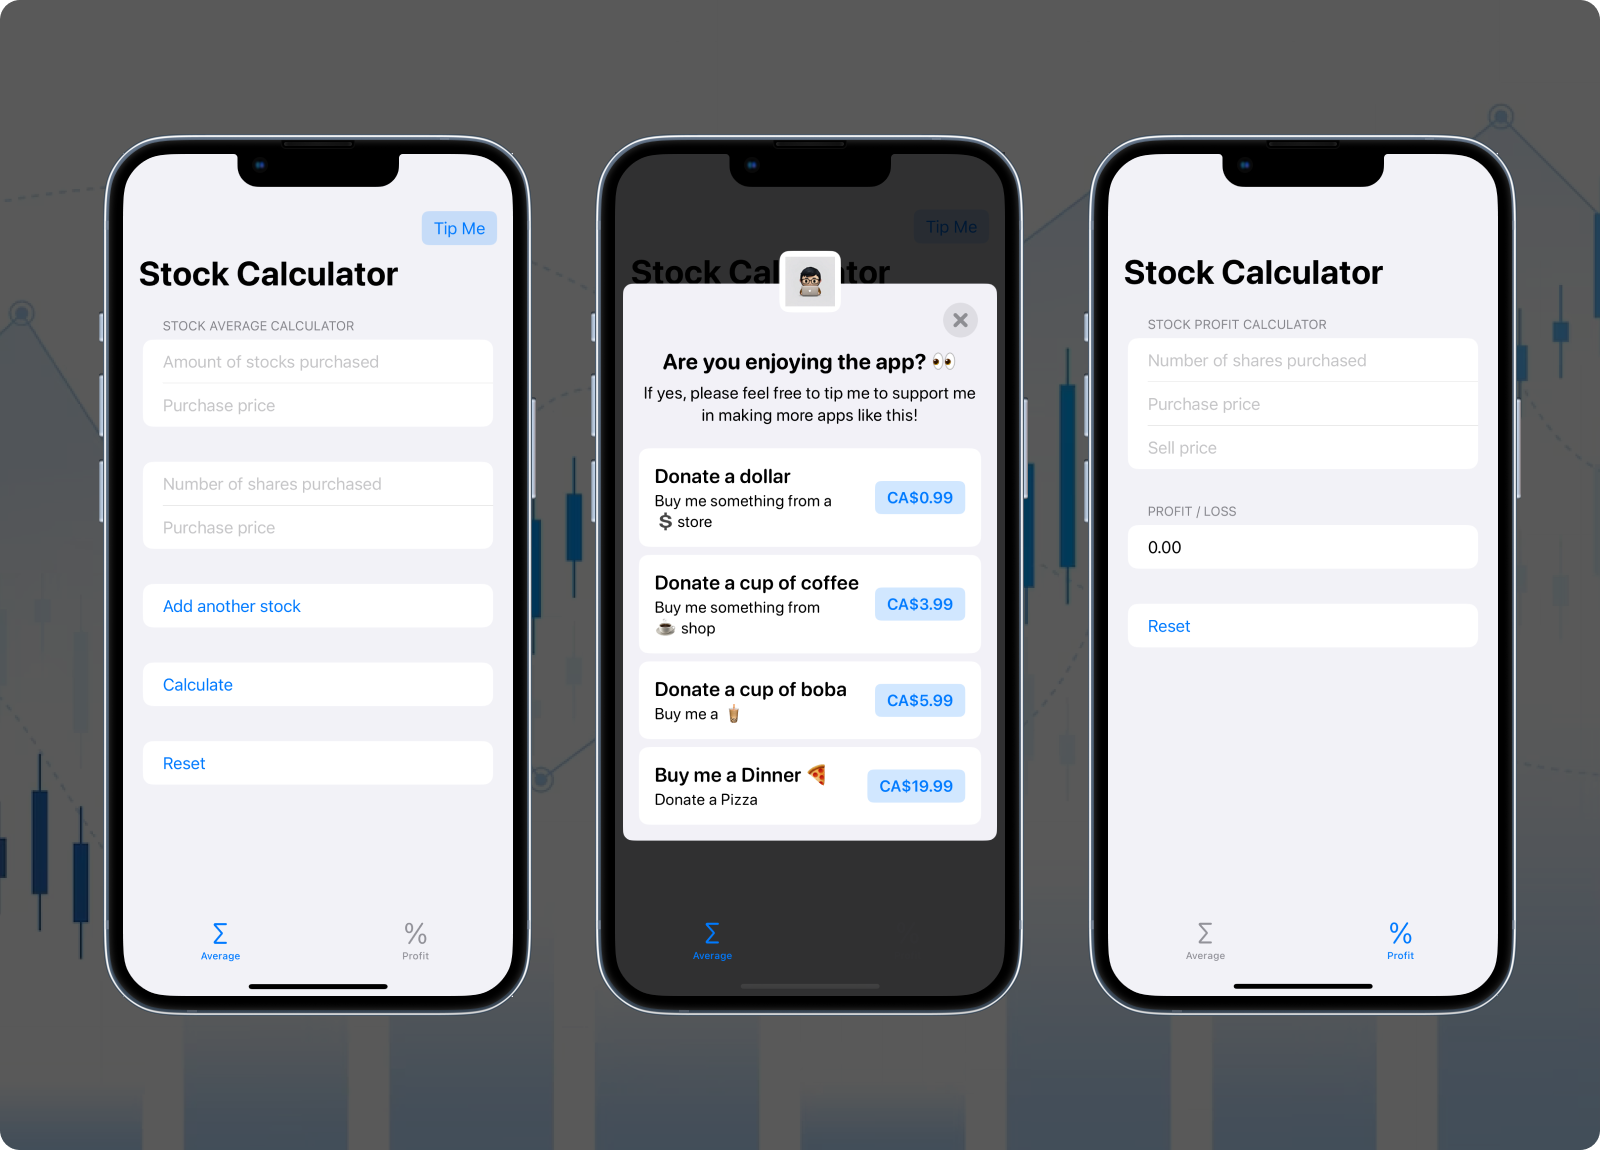 Tip Me
Stock Calculator
STOCK AVERAGE CALCULATOR
Amount of stocks purchased
Purchase price
Number of shares purchased
Purchase price
Add another stock
Calculate
Reset
Σ
%
Average
Profit
Tip Me
Stock Calculator
Are you enjoying the app? 👀
If yes, please feel free to tip me to support me
in making more apps like this!
Donate a dollar
Buy me something from a
💲 store
CA$0.99
Donate a cup of coffee
Buy me something from
☕ shop
CA$3.99
Donate a cup of boba
Buy me a 🧋
CA$5.99
Buy me a Dinner 🍕
Donate a Pizza
CA$19.99
Σ
Average
Stock Calculator
STOCK PROFIT CALCULATOR
Number of shares purchased
Purchase price
Sell price
PROFIT / LOSS
0.00
Reset
Σ
%
Average
Profit